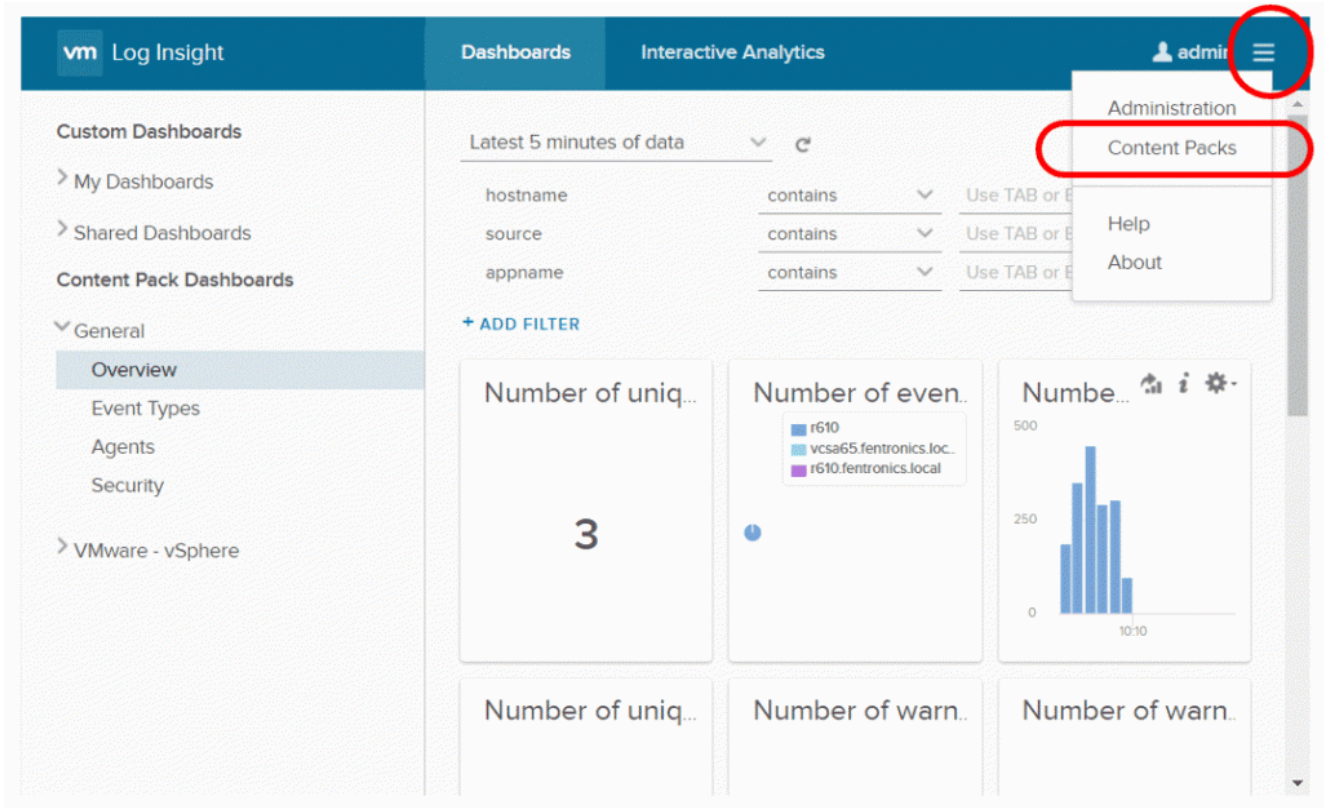 vm Log Insight
Dashboards
Interactive Analytics
admin
Administration
Content Packs
Help
About
Custom Dashboards
My Dashboards
Shared Dashboards
Content Pack Dashboards
General
Overview
Event Types
Agents
Security
VMware - vSphere
Latest 5 minutes of data
hostname contains Use TAB or E
source contains Use TAB or E
appname contains Use TAB or E
+ ADD FILTER
Number of uniq...
3
Number of even..
r610
vcsa65.fentronics.loc..
r610.fentronics.local
Numbe...
500
250
0
10:10
Number of uniq...
Number of warn..
Number of warn..